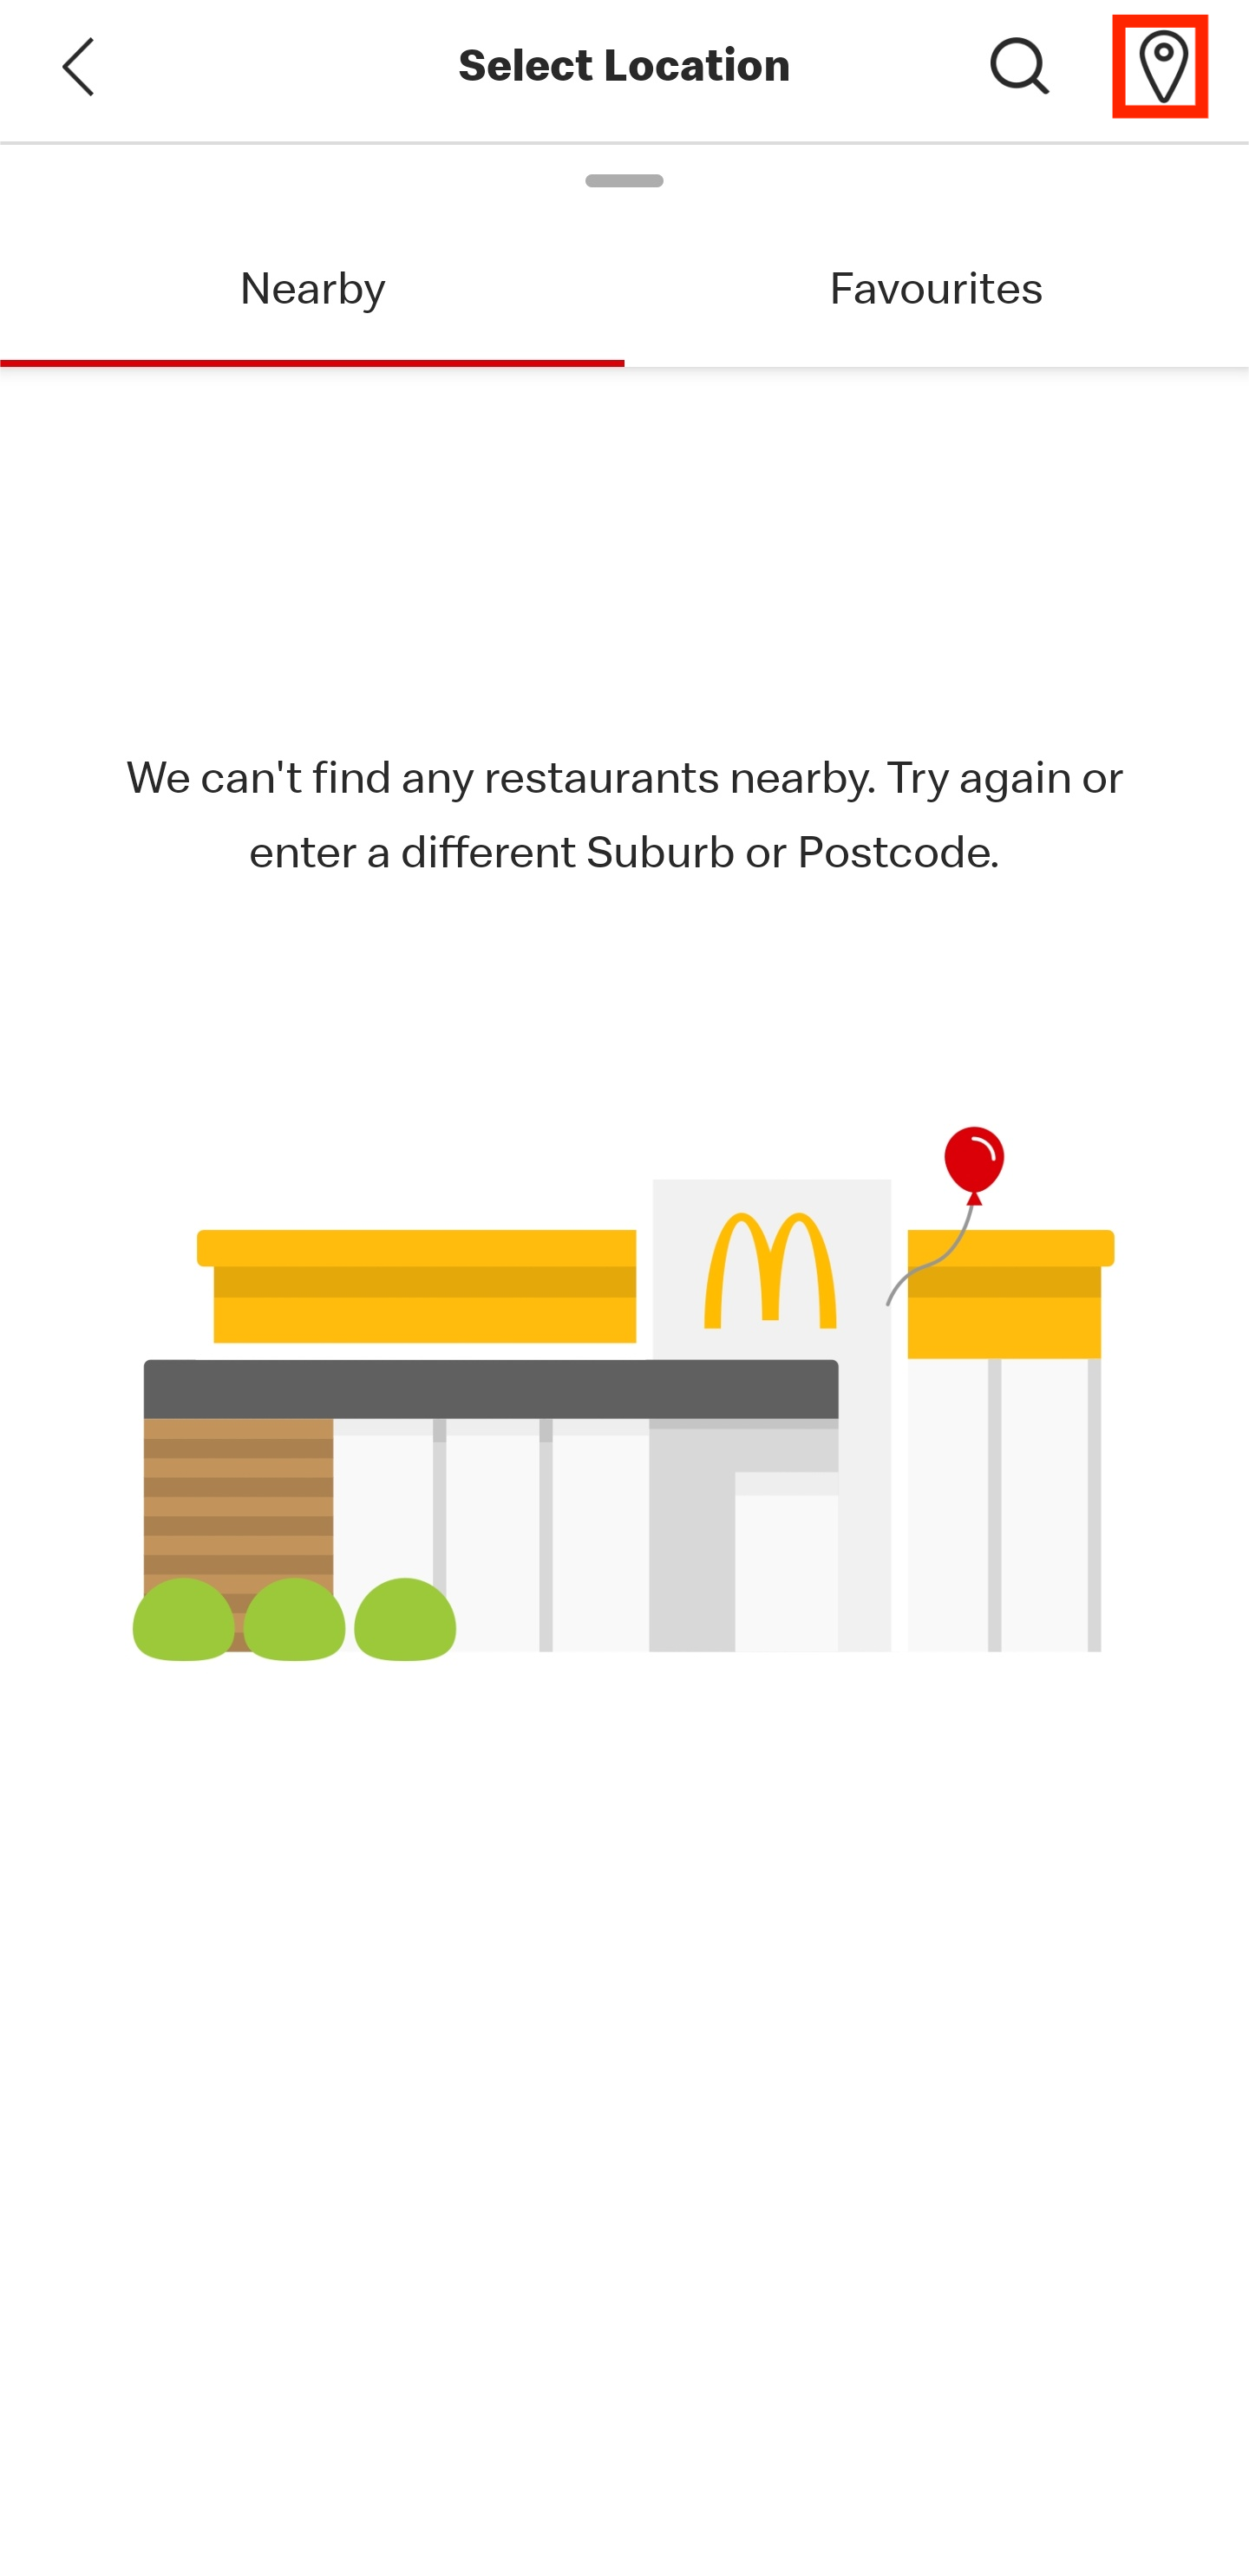 Select Location
Nearby
Favourites
We can't find any restaurants nearby. Try again or
enter a different Suburb or Postcode.